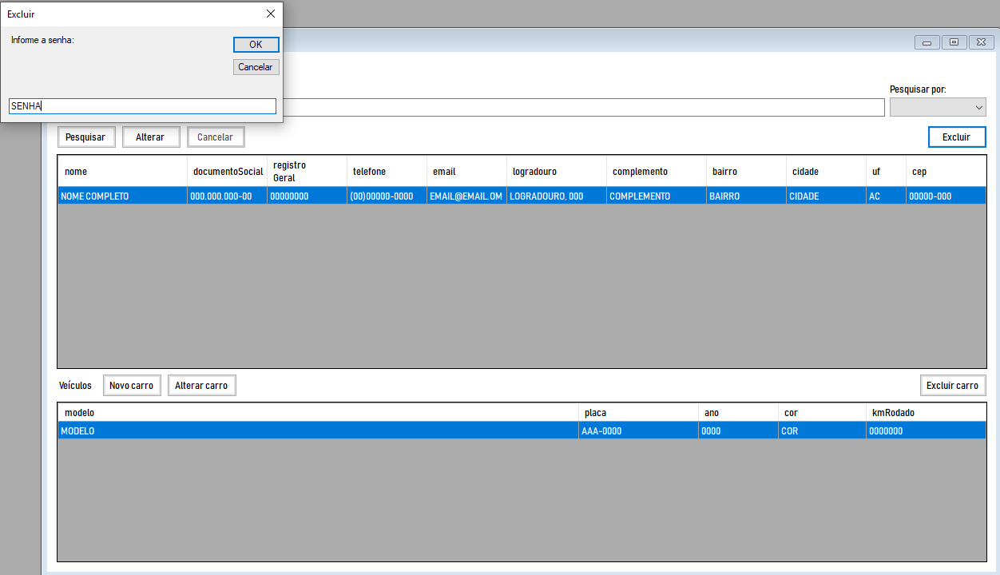 Excluir
Informe a senha:
OK
Cancelar
SENHA
Pesquisar por:
Pesquisar Alterar Cancelar Excluir
nome documentoSocial registro Geral telefone email logradouro complemento bairro cidade uf cep
NOME COMPLETO 000.000.000-00 00000000 (00)00000-0000 EMAIL@EMAIL.OM LOGRADOURO, 000 COMPLEMENTO BAIRRO CIDADE AC 00000-000
Veículos Novo carro Alterar carro Excluir carro
modelo placa ano cor kmRodado
MODELO AAA-0000 0000 COR 0000000